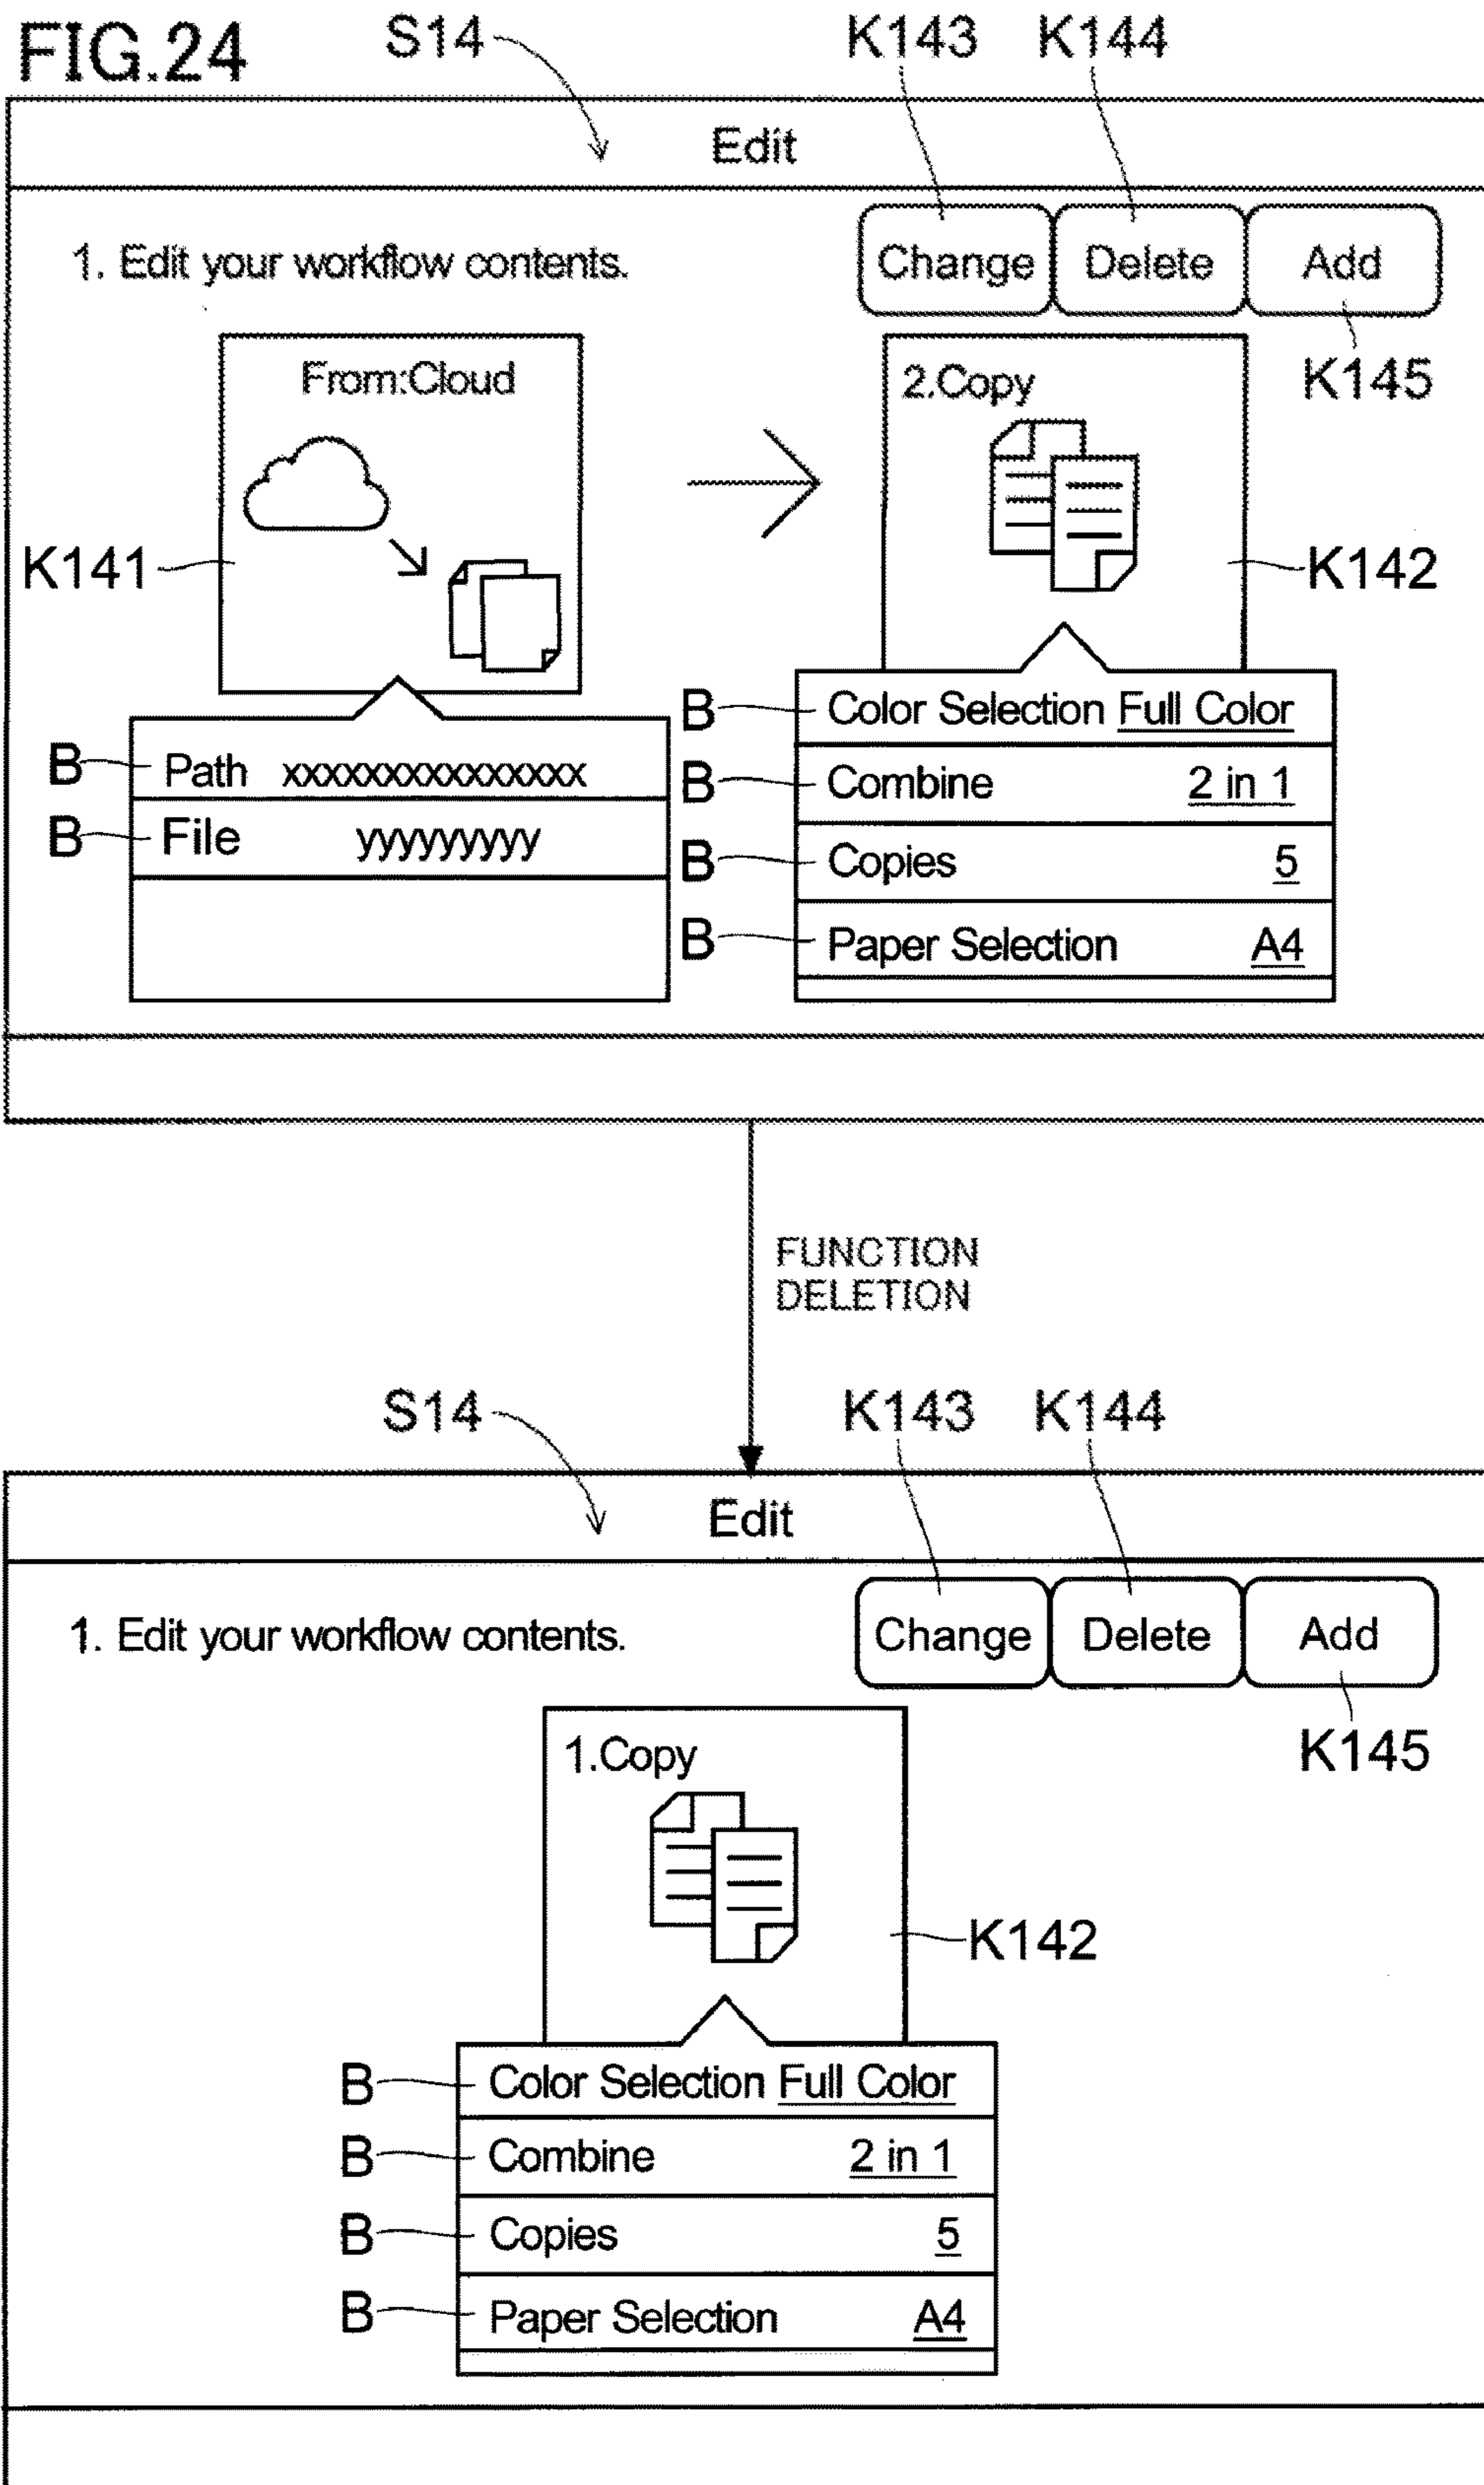 FIG.24
S14
K143
K144
Edit
1. Edit your workflow contents.
Change
Delete
Add
K145
From:Cloud
2.Copy
K141
K142
B
Path xxxxxxxxxxxxxxx
B
File yyyyyyyyy
B
Color Selection Full Color
B
Combine 2 in 1
B
Copies 5
B
Paper Selection A4
FUNCTION
DELETION
S14
K143
K144
Edit
1. Edit your workflow contents.
Change
Delete
Add
K145
1.Copy
K142
B
Color Selection Full Color
B
Combine 2 in 1
B
Copies 5
B
Paper Selection A4